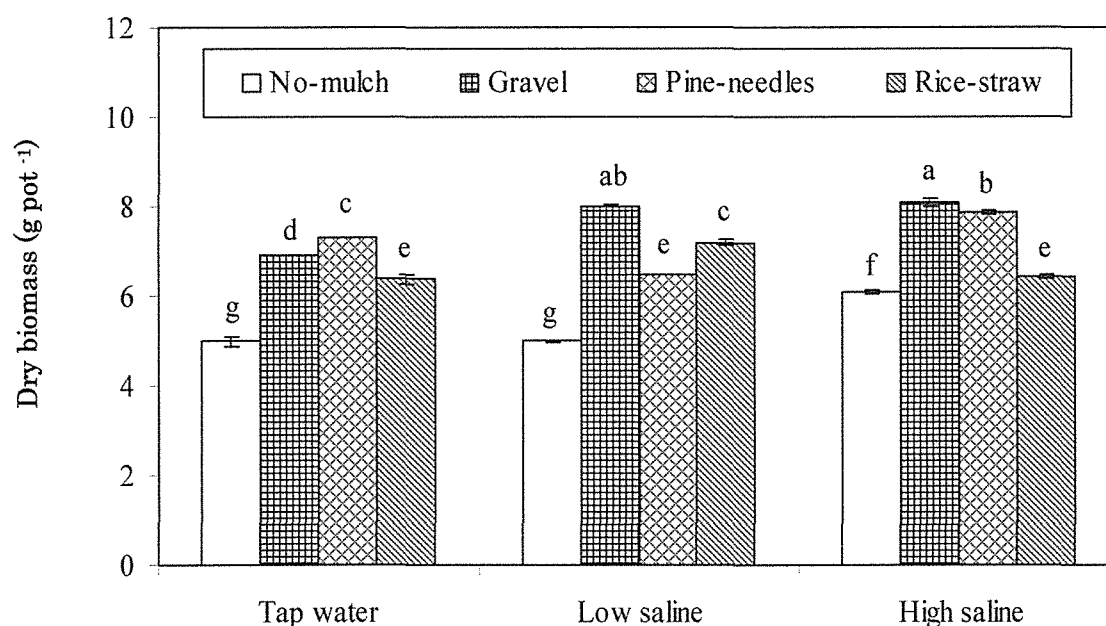 12
10
8
6
4
2
0
Dry biomass (g pot -1)
No-mulch Gravel Pine-needles Rice-straw
g d c e
g ab e c
f a b e
Tap water Low saline High saline